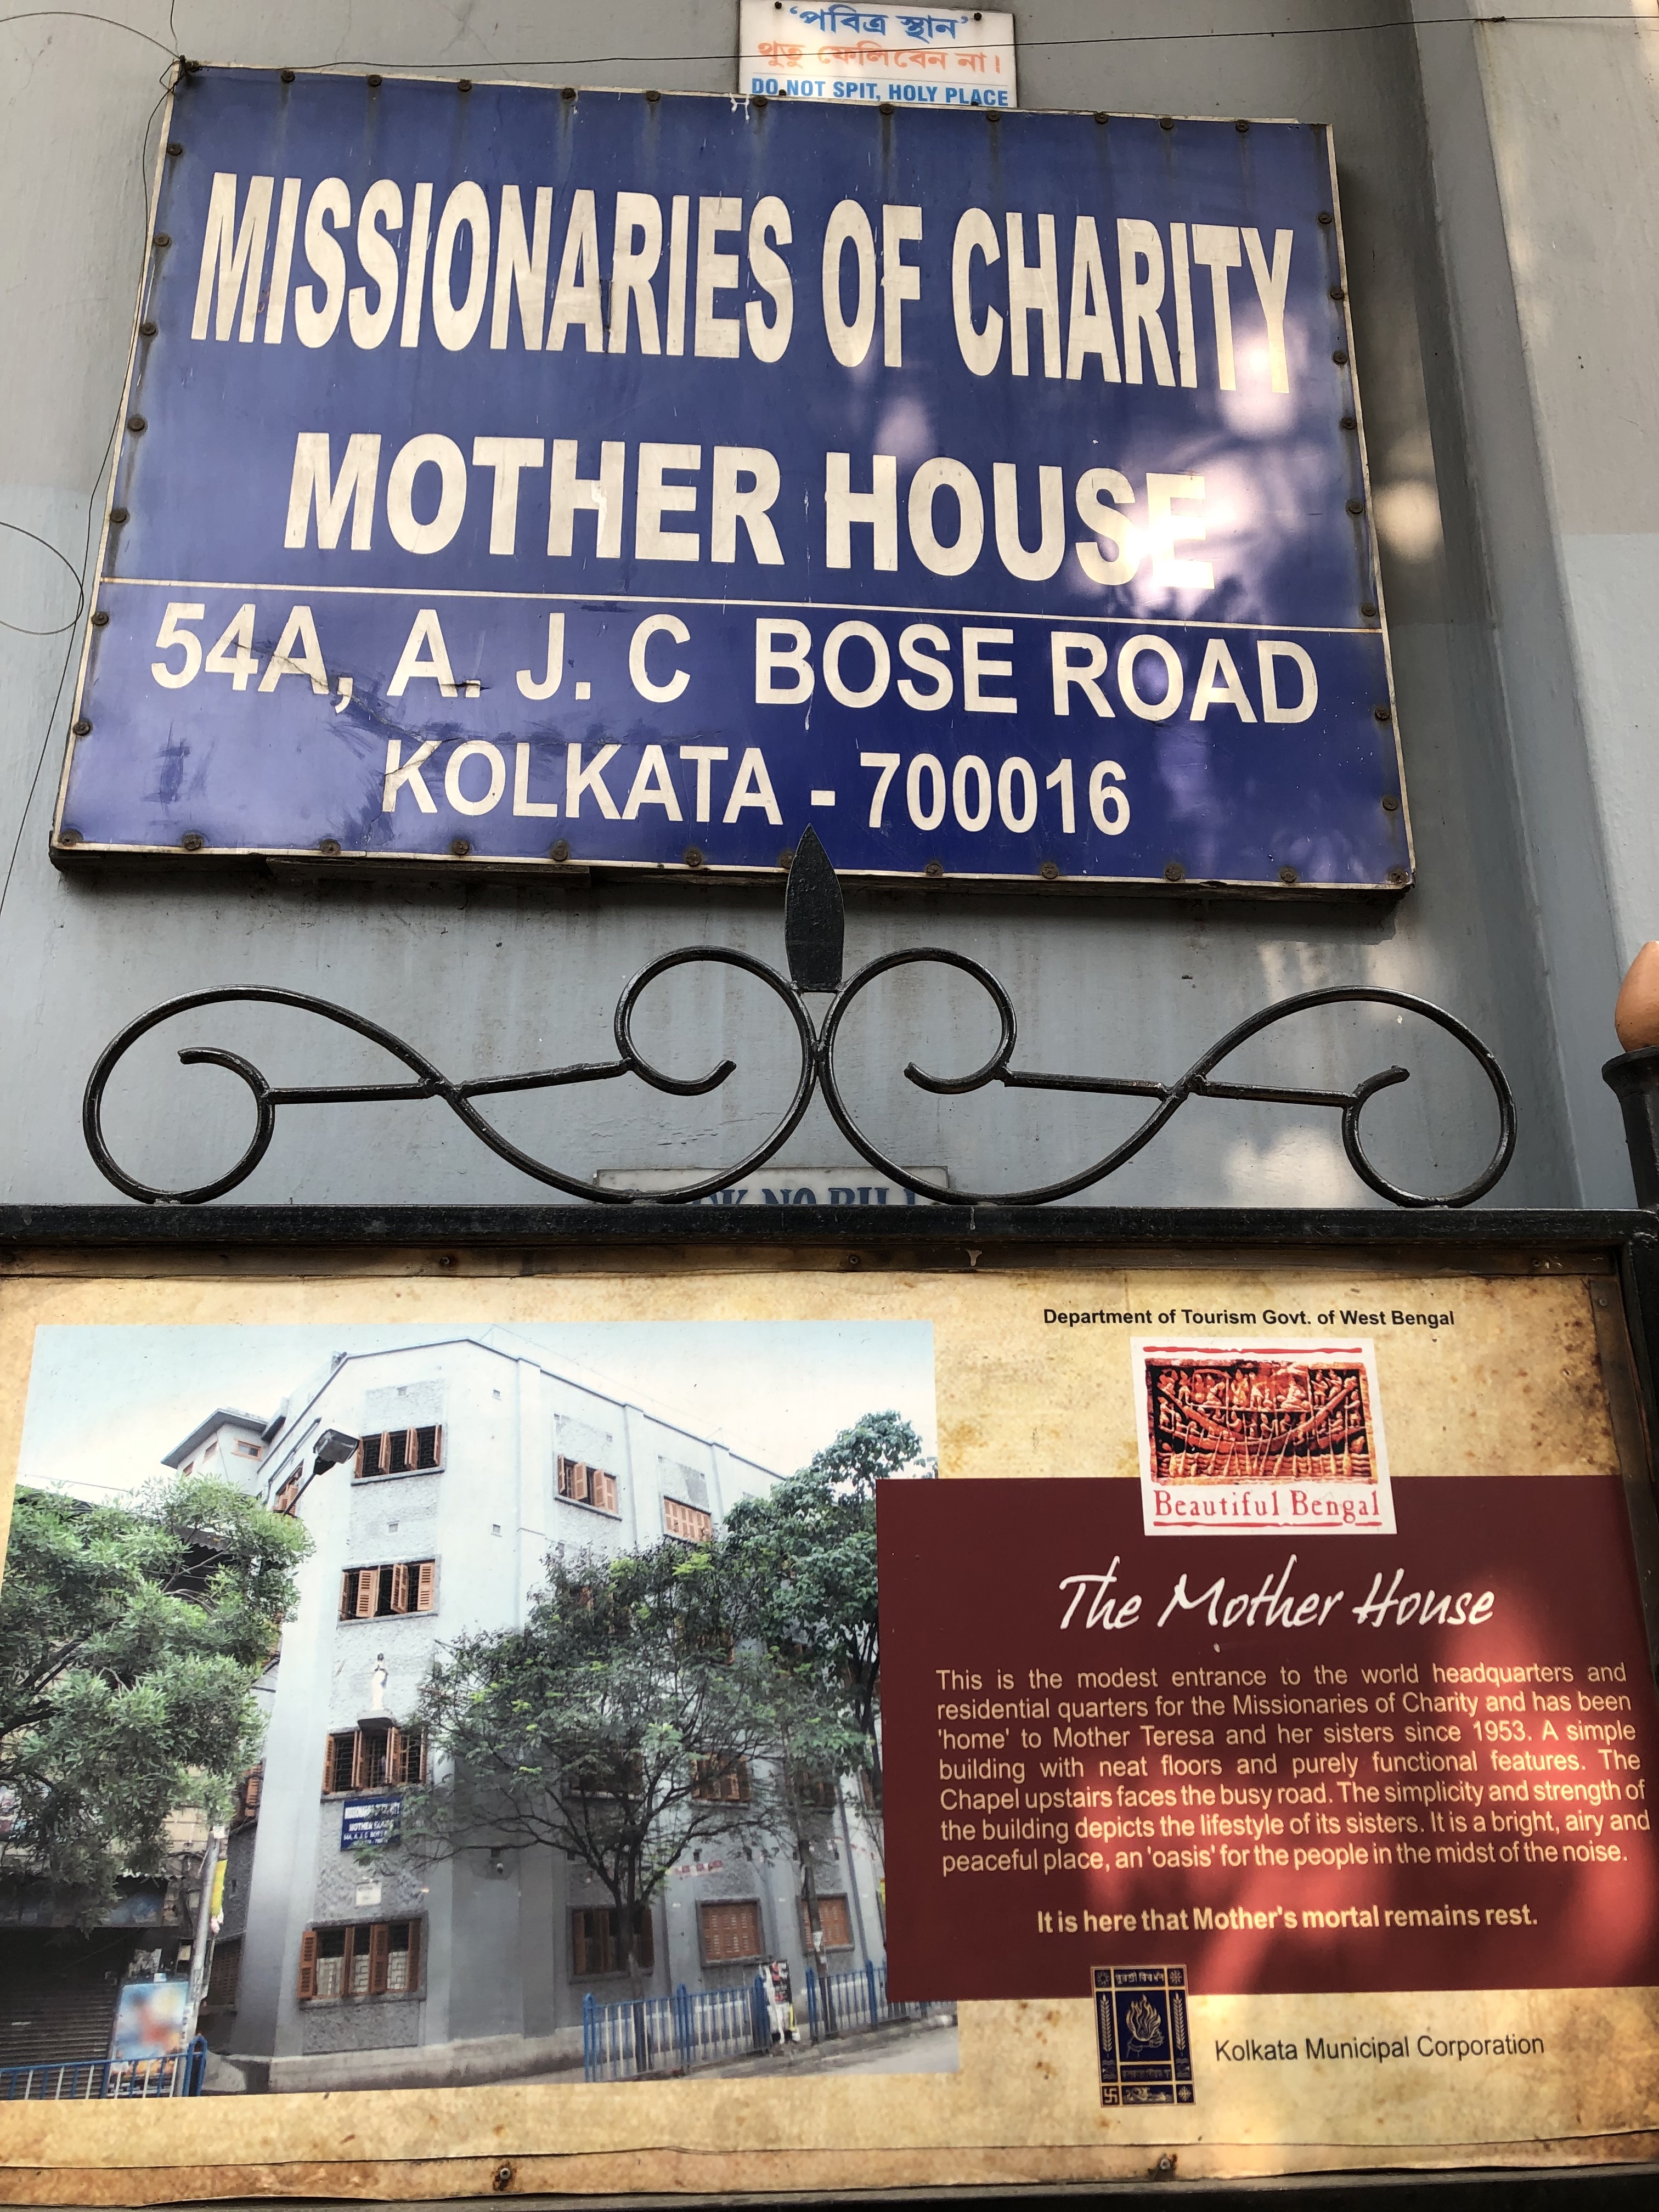 ‘পবিত্র স্থান’
থুতু ফেলিবেন না।
DO NOT SPIT, HOLY PLACE
MISSIONARIES OF CHARITY
MOTHER HOUSE
54A, A. J. C BOSE ROAD
KOLKATA - 700016
NO BILL
Department of Tourism Govt. of West Bengal
Beautiful Bengal
The Mother House
This is the modest entrance to the world headquarters and
residential quarters for the Missionaries of Charity and has been
'home' to Mother Teresa and her sisters since 1953. A simple
building with neat floors and purely functional features. The
Chapel upstairs faces the busy road. The simplicity and strength of
the building depicts the lifestyle of its sisters. It is a bright, airy and
peaceful place, an 'oasis' for the people in the midst of the noise.
It is here that Mother's mortal remains rest.
MOTHER HOUSE
Kolkata Municipal Corporation